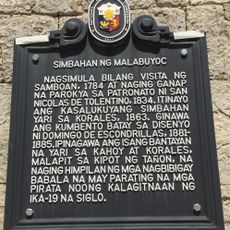 SIMBAHAN NG MALABUYOC
NAGSIMULA BILANG VISITA NG
SAMBOAN, 1784 AT NAGING GANAP
NA PAROKYA SA PATRONATO NI SAN
NICOLAS DE TOLENTINO, 1834. ITINAYO
ANG KASALUKUYANG SIMBAHAN
YARI SA KORALES, 1863. GINAWA
ANG KUMBENTO BATAY SA DISENYO
NI DOMINGO DE ESCONDRILLAS, 1881-
1885. IPINAGAWA ANG ISANG BANTAYAN
NA YARI SA KAHOY AT KORALES,
MALAPIT SA KIPOT NG TAÑON, NA
NAGING HIMPILAN NG MGA NAGBIBIGAY
BABALA NA MAY PARATING NA MGA
PIRATA NOONG KALAGITNAAN NG
IKA-19 NA SIGLO.